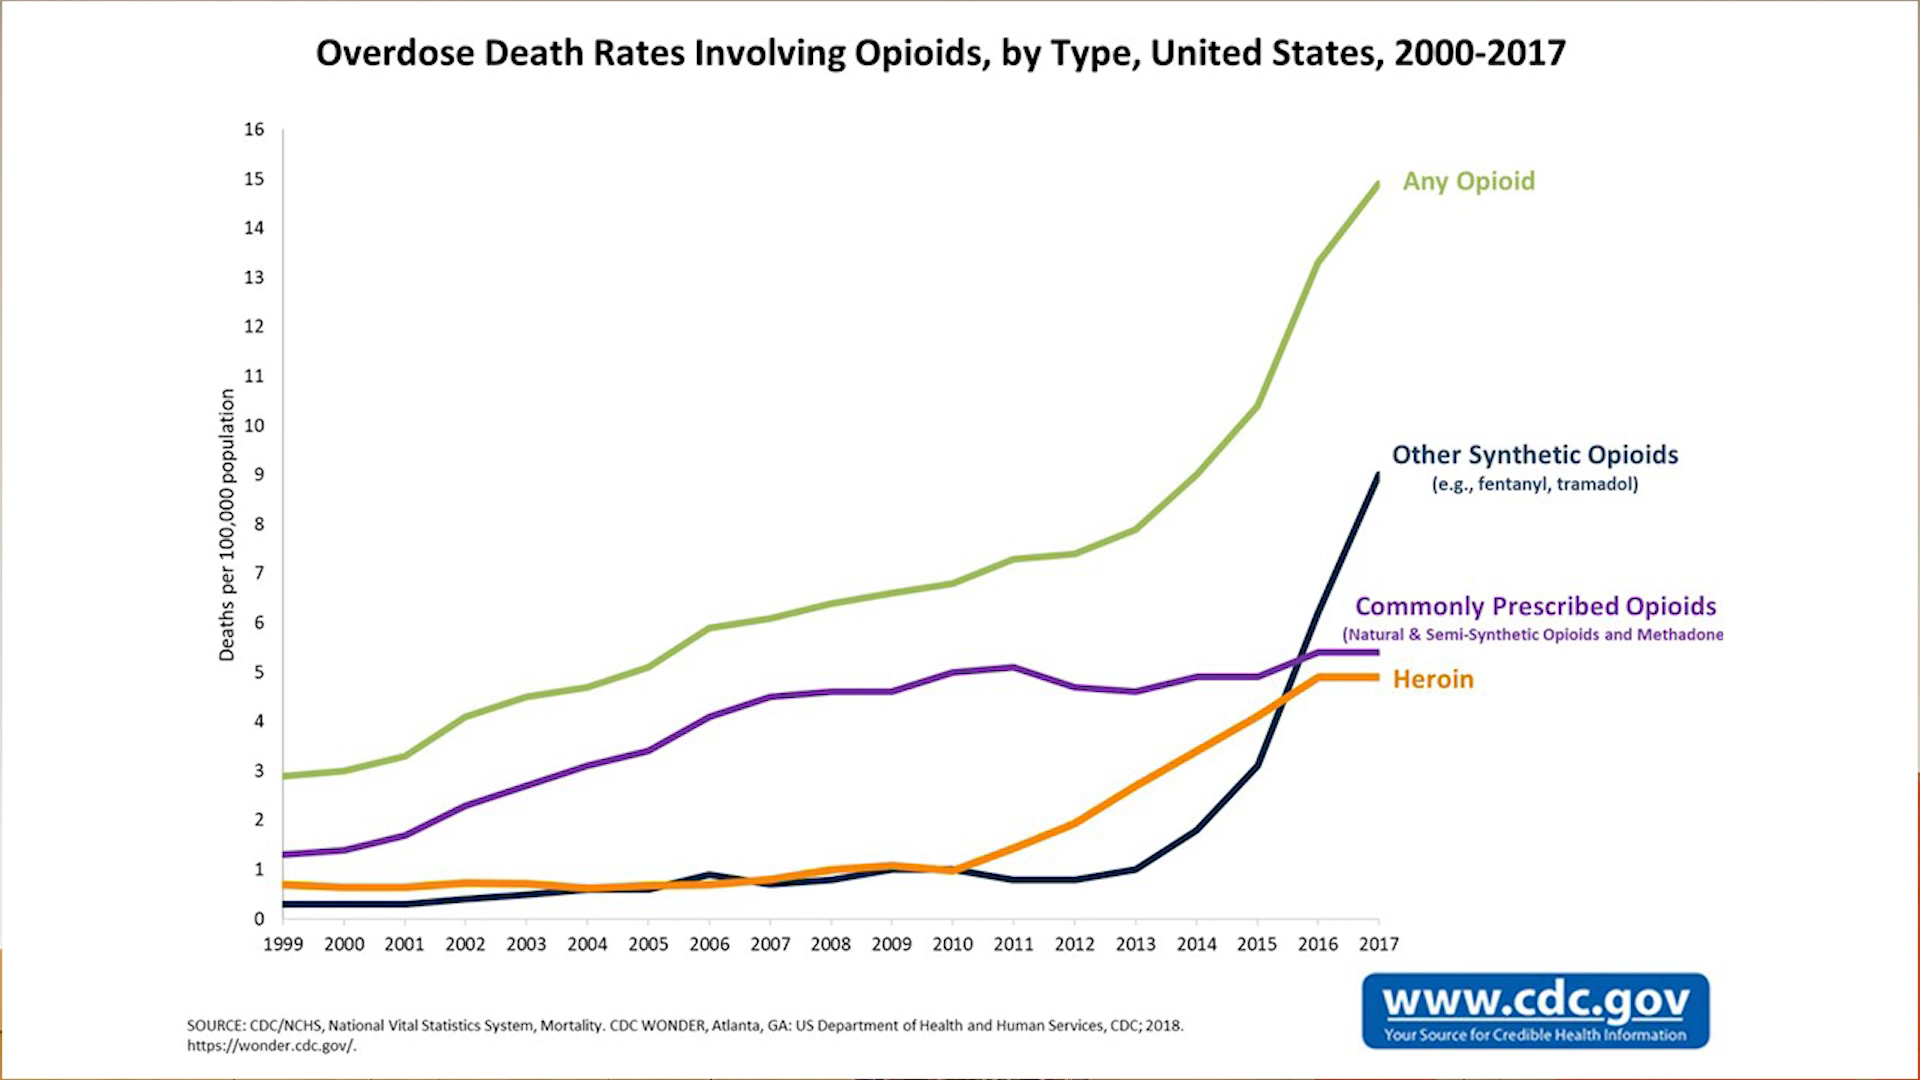 Overdose Death Rates Involving Opioids, by Type, United States, 2000-2017
Deaths per 100,000 population
16
15
14
13
12
11
10
9
8
7
6
5
4
3
2
1
0
Any Opioid
Other Synthetic Opioids
(e.g., fentanyl, tramadol)
Commonly Prescribed Opioids
(Natural & Semi-Synthetic Opioids and Methadone
Heroin
1999 2000 2001 2002 2003 2004 2005 2006 2007 2008 2009 2010 2011 2012 2013 2014 2015 2016 2017
www.cdc.gov
Your Source for Credible Health Information
SOURCE: CDC/NCHS, National Vital Statistics System, Mortality. CDC WONDER, Atlanta, GA: US Department of Health and Human Services, CDC; 2018.
https://wonder.cdc.gov/.